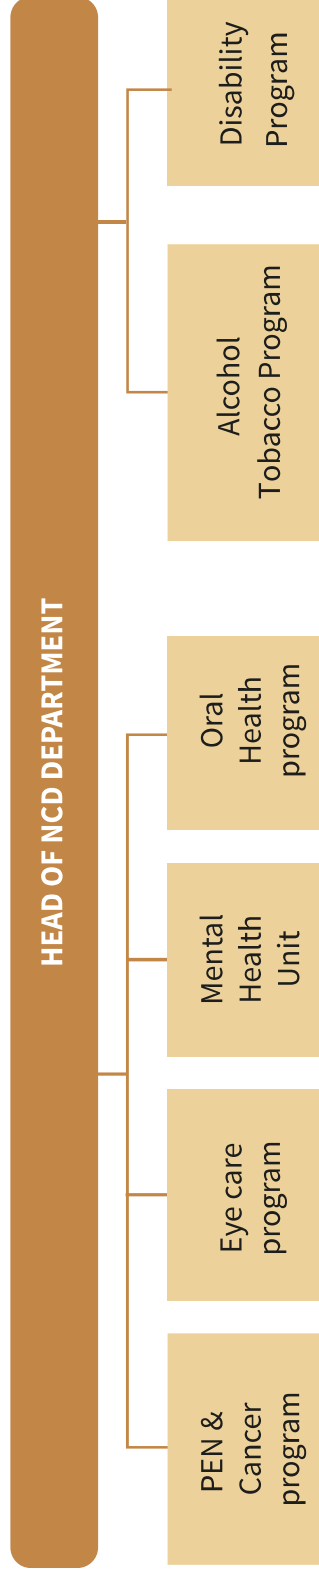 HEAD OF NCD DEPARTMENT
PEN &
Cancer
program
Eye care
program
Mental
Health
Unit
Oral
Health
program
Alcohol
Tobacco Program
Disability
Program